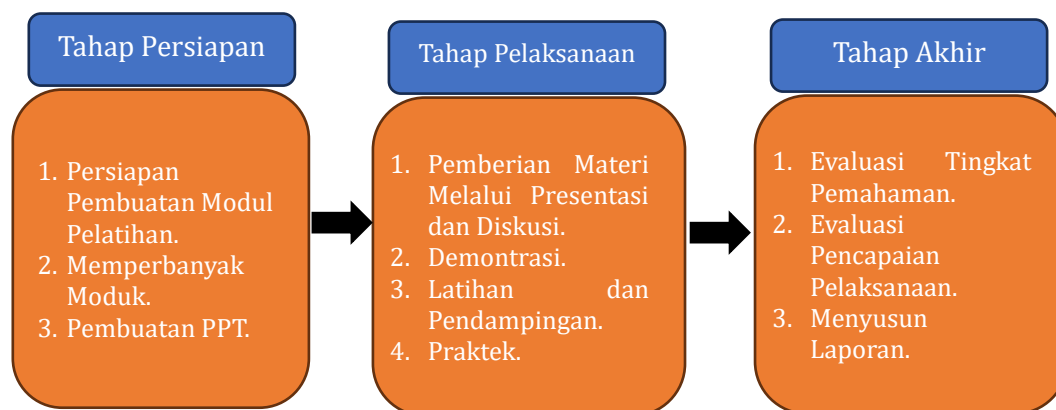 Tahap Persiapan
1. Persiapan
Pembuatan Modul
Pelatihan.
2. Memperbanyak
Moduk.
3. Pembuatan PPT.
Tahap Pelaksanaan
1. Pemberian Materi
Melalui Presentasi
dan Diskusi.
2. Demontrasi.
3. Latihan dan
Pendampingan.
4. Praktek.
Tahap Akhir
1. Evaluasi Tingkat
Pemahaman.
2. Evaluasi
Pencapaian
Pelaksanaan.
3. Menyusun
Laporan.